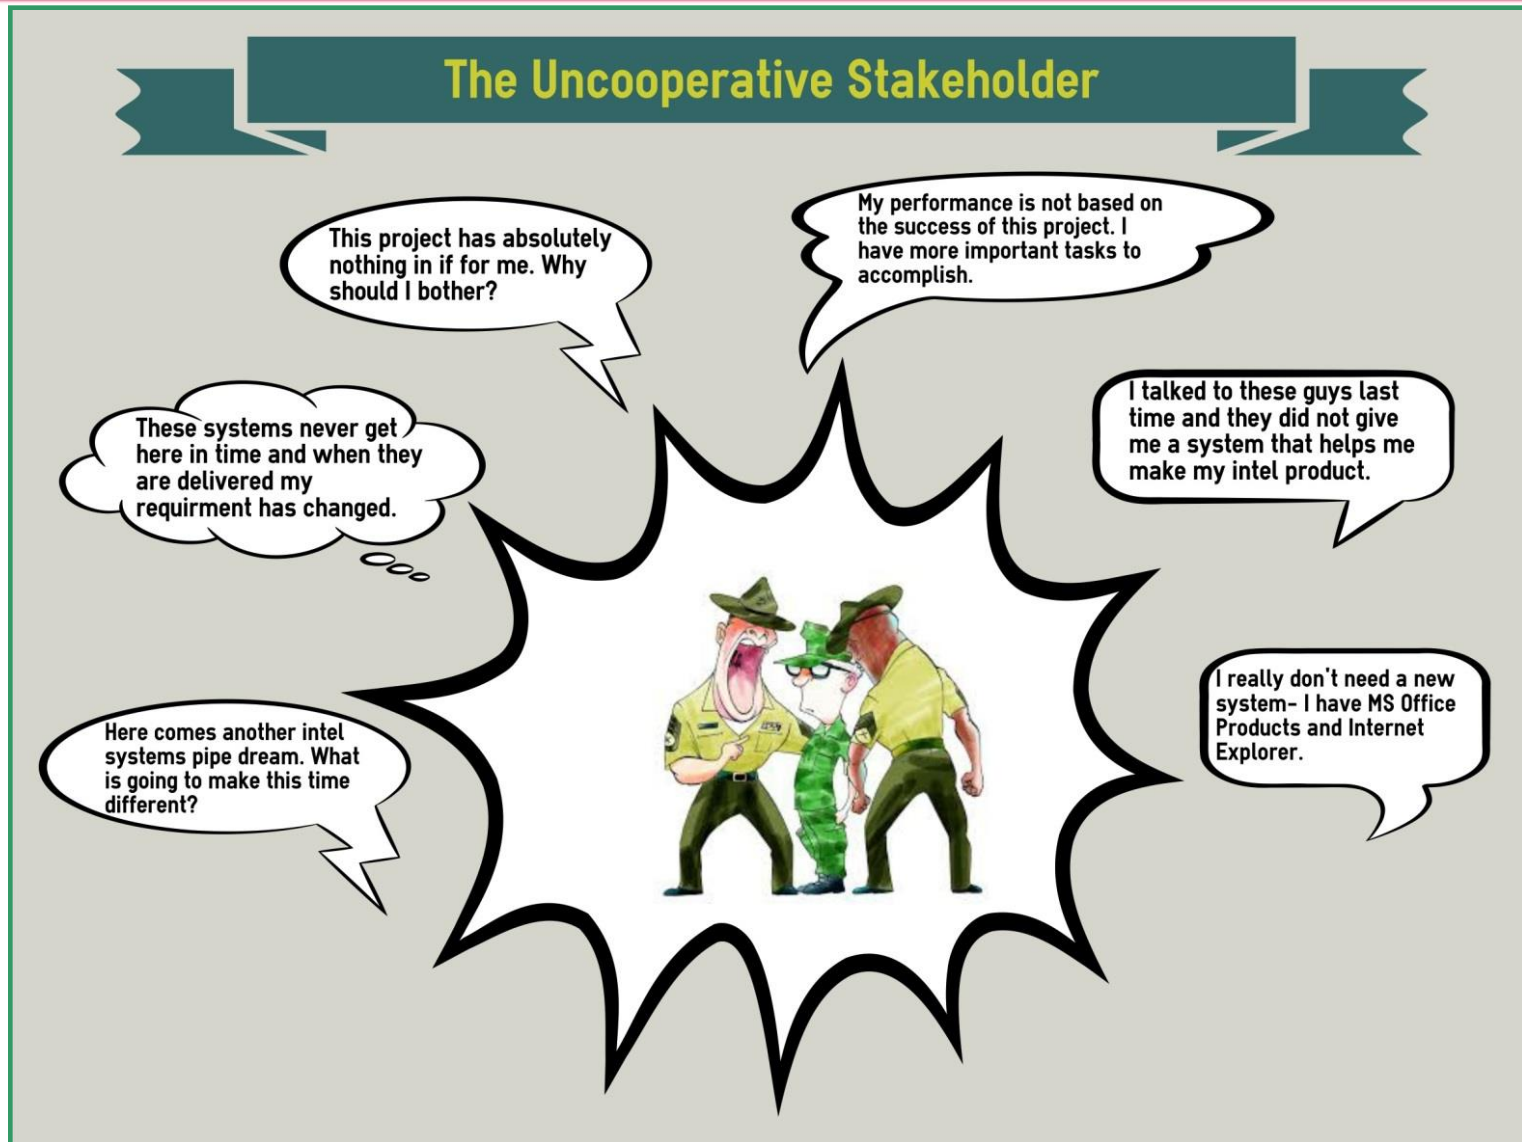 The Uncooperative Stakeholder
This project has absolutely
nothing in if for me. Why
should I bother?
My performance is not based on
the success of this project. I
have more important tasks to
accomplish.
These systems never get
here in time and when they
are delivered my
requirment has changed.
I talked to these guys last
time and they did not give
me a system that helps me
make my intel product.
Here comes another intel
systems pipe dream. What
is going to make this time
different?
I really don't need a new
system- I have MS Office
Products and Internet
Explorer.